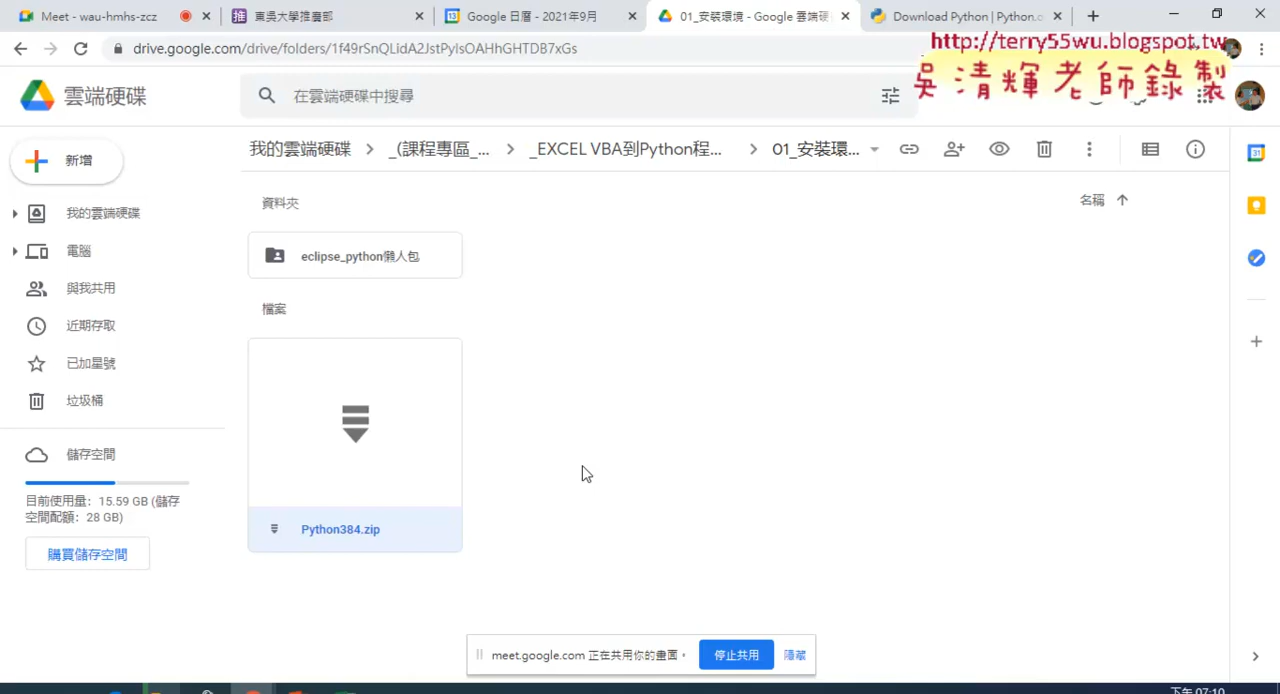 Meet - wau-hmhs-zcz
東吳大學推廣部
Google 日曆 - 2021年9月
01_安裝環境 - Google 雲端硬
Download Python | Python.o
drive.google.com/drive/folders/1f49rSnQLidA2JstPyIsOAHhGHTDB7xGs
http://terry55wu.blogspot.tw
吳清輝老師錄製
雲端硬碟
在雲端硬碟中搜尋
新增
我的雲端硬碟 > _(課程專區_... > _EXCEL VBA到Python程... > 01_安裝環...
資料夾
名稱
我的雲端硬碟
電腦
eclipse_python懶人包
與我共用
檔案
近期存取
已加星號
垃圾桶
儲存空間
目前使用量：15.59 GB (儲存
空間配額：28 GB)
Python384.zip
購買儲存空間
meet.google.com 正在共用你的畫面。
停止共用
隱藏
下午 07:10